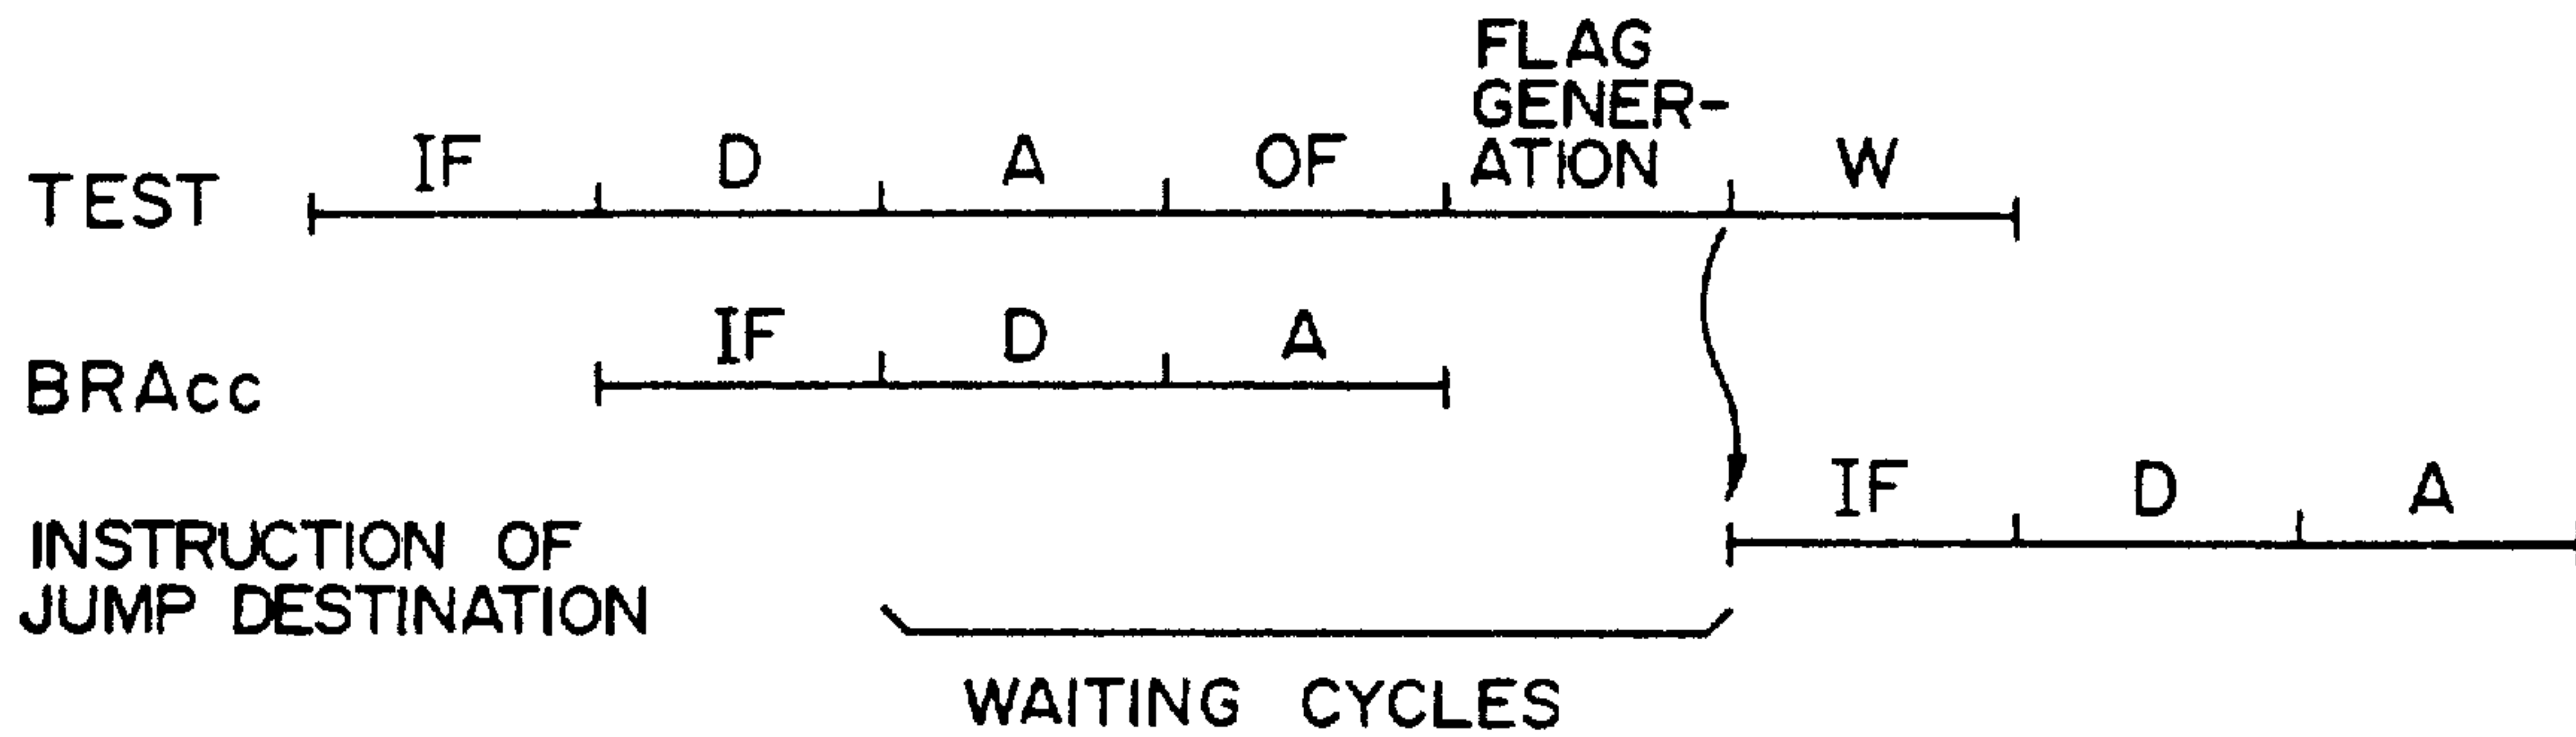 FLAG
GENER-
IF D A OF ATION W
TEST
IF D A
BRAcc
IF D A
INSTRUCTION OF
JUMP DESTINATION
WAITING CYCLES